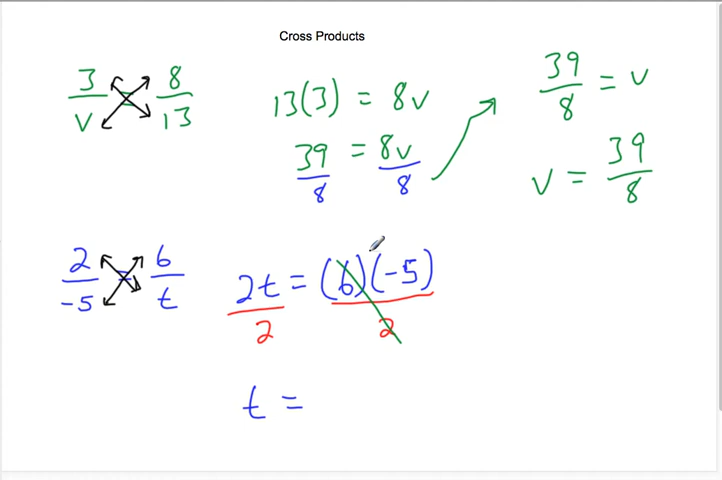 Cross Products
3/v = 8/13
13(3) = 8v
39/8 = 8v/8
39/8 = v
v = 39/8
2/-5 = 6/t
2t/2 = (6)(-5)/2
t =